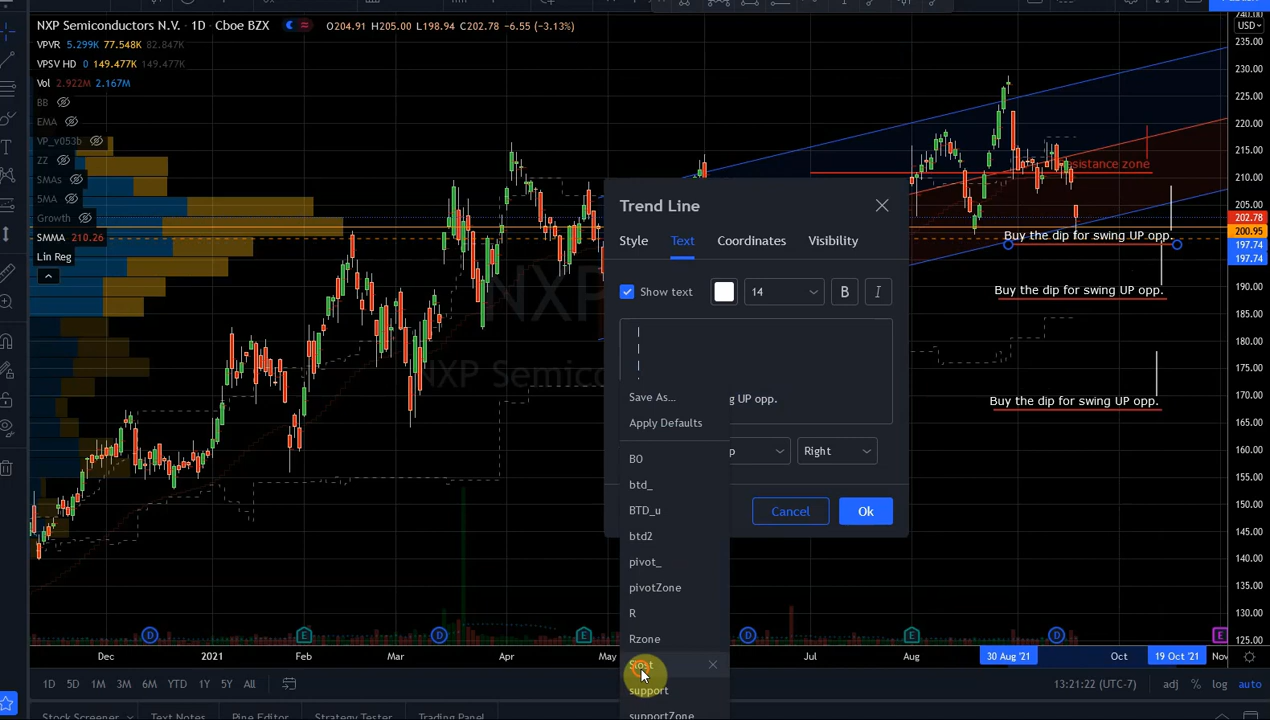 NXP Semiconductors N.V. · 1D · Cboe BZX O204.91 H205.00 L198.94 C202.78 -6.55 (-3.13%)
VPVR 5.299K 77.548K 82.847K
VPSV HD 0 149.477K 149.477K
Vol 2.922M 2.167M
BB
EMA
VP_v053b
ZZ
SMAs
5MA
Growth
SMMA 210.26
Lin Reg
USD
240.00
235.00
230.00
225.00
220.00
215.00
210.00
205.00
202.78
200.95
197.74
197.74
190.00
185.00
180.00
175.00
170.00
165.00
160.00
155.00
150.00
145.00
140.00
135.00
130.00
125.00
esistance zone
Buy the dip for swing UP opp.
Buy the dip for swing UP opp.
Buy the dip for swing UP opp.
NXP Semic
Trend Line
Style Text Coordinates Visibility
Show text 14 B I
|
|
|
g UP opp.
Save As...
Apply Defaults
p Right
Cancel Ok
B0
btd_
BTD_u
btd2
pivot_
pivotZone
R
Rzone
support
supportZone
D E D E D E D E
Dec 2021 Feb Mar Apr May Jul Aug 30 Aug '21 Oct 19 Oct '21 Nov
1D 5D 1M 3M 6M YTD 1Y 5Y All 13:21:22 (UTC-7) adj % log auto
Stock Screener Text Notes Pine Editor Strategy Tester Trading Panel